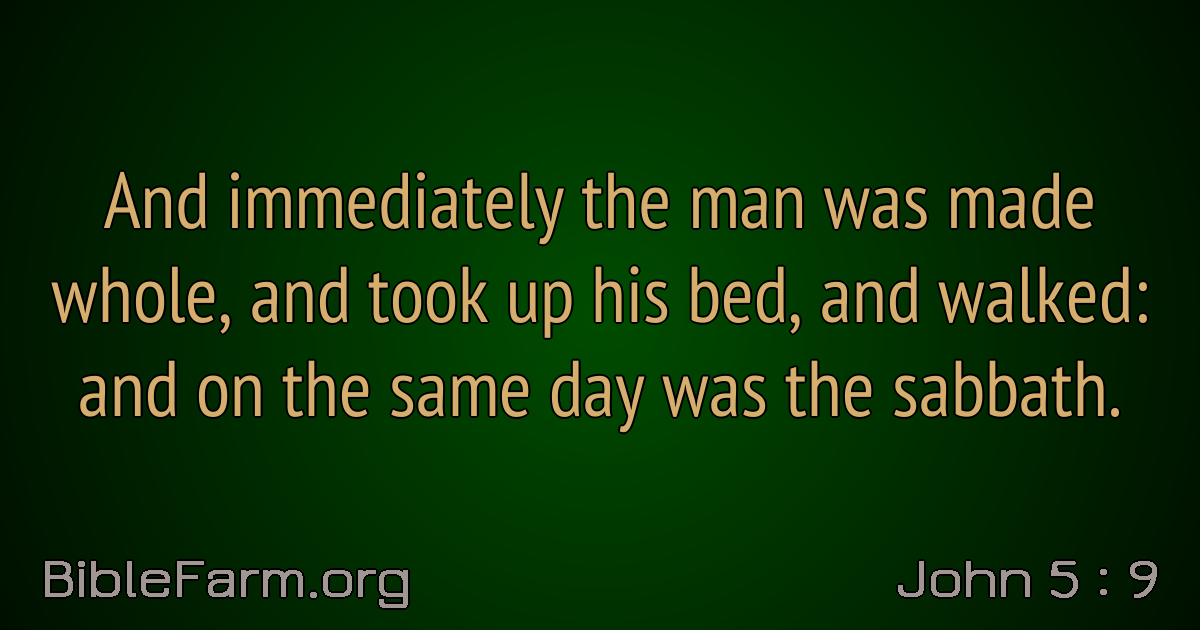 And immediately the man was made
whole, and took up his bed, and walked:
and on the same day was the sabbath.
BibleFarm.org
John 5 : 9